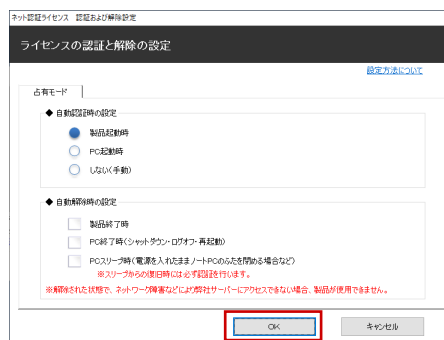 ネット認証ライセンス 認証および解除設定
ライセンスの認証と解除の設定
設定方法について
占有モード
◆ 自動認証時の設定
製品起動時
PC起動時
しない(手動)
◆ 自動解除時の設定
製品終了時
PC終了時(シャットダウン・ログオフ・再起動)
PCスリープ時(電源を入れたままノートPCのふたを閉める場合など)
※スリープからの復旧時には必ず認証を行います。
※解除された状態で、ネットワーク障害などにより弊社サーバーにアクセスできない場合、製品が使用できません。
OK
キャンセル